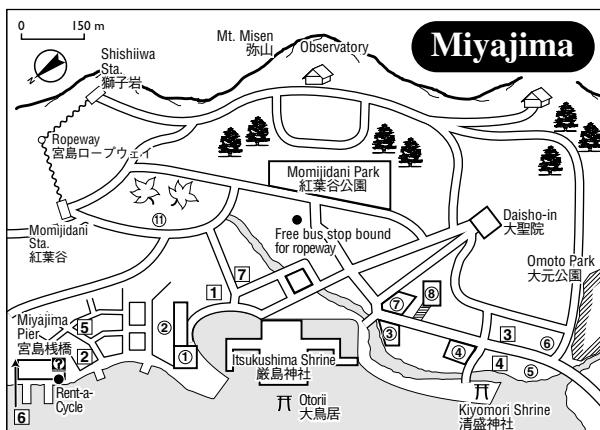 0 150 m
N
Miyajima
Mt. Misen
弥山
Observatory
Shishiiwa
Sta.
獅子岩
Ropeway
宮島ロープウェイ
Momijidani Park
紅葉谷公園
Momijidani
Sta.
紅葉谷
⑪
Free bus stop bound
for ropeway
Daisho-in
大聖院
Omoto Park
大元公園
1
7
⑦
⑧
Miyajima
Pier
宮島桟橋
5
2
②
①
③
④
3
⑥
4
⑤
?
Rent-a-
Cycle
6
Itsukushima Shrine
厳島神社
Otorii
大鳥居
Kiyomori Shrine
清盛神社